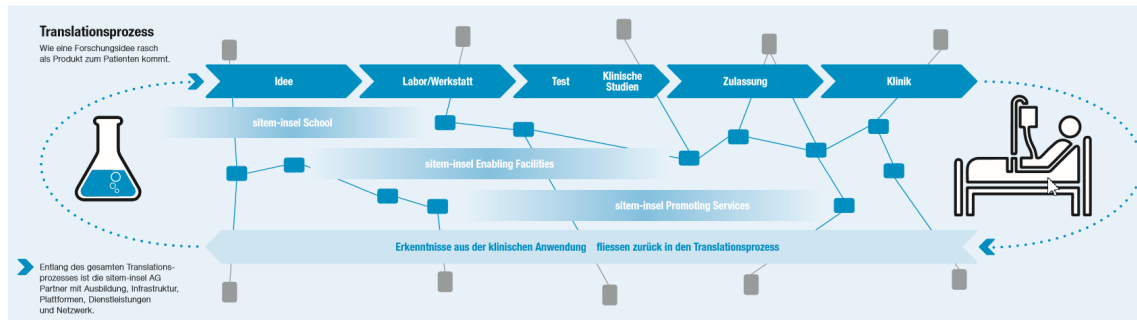 Translationsprozess
Wie eine Forschungsidee rasch
als Produkt zum Patienten kommt.
Idee
Labor/Werkstatt
Test
Klinische
Studien
Zulassung
Klinik
sitem-insel School
sitem-insel Enabling Facilities
sitem-insel Promoting Services
Erkenntnisse aus der klinischen Anwendung fliessen zurück in den Translationsprozess
Entlang des gesamten Translations-
prozesses ist die sitem-insel AG
Partner mit Ausbildung, Infrastruktur,
Plattformen, Dienstleistungen
und Netzwerk.